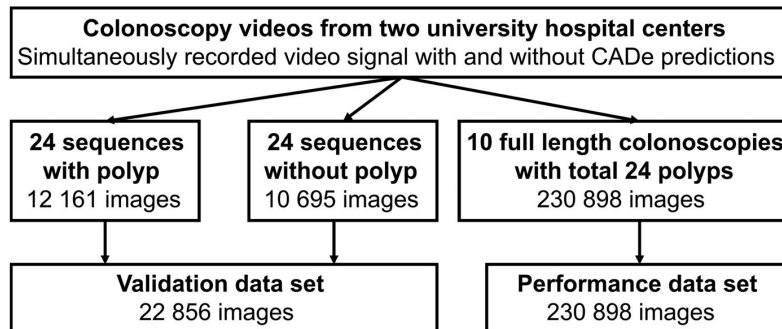 Colonoscopy videos from two university hospital centers
Simultaneously recorded video signal with and without CADe predictions
24 sequences
with polyp
12 161 images
24 sequences
without polyp
10 695 images
10 full length colonoscopies
with total 24 polyps
230 898 images
Validation data set
22 856 images
Performance data set
230 898 images